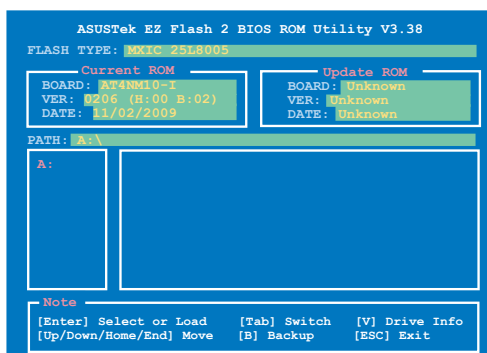 ASUSTek EZ Flash 2 BIOS ROM Utility V3.38
FLASH TYPE: MXIC 25L8005
Current ROM
BOARD: AT4NM10-I
VER: 0206 (H:00 B:02)
DATE: 11/02/2009
Update ROM
BOARD: Unknown
VER: Unknown
DATE: Unknown
PATH: A:\
A:
Note
[Enter] Select or Load [Tab] Switch [V] Drive Info
[Up/Down/Home/End] Move [B] Backup [ESC] Exit